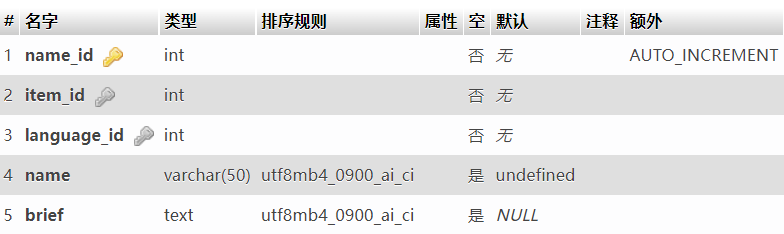 # 名字 类型 排序规则 属性 空 默认 注释 额外
1 name_id int 否 无 AUTO_INCREMENT
2 item_id int 否 无
3 language_id int 否 无
4 name varchar(50) utf8mb4_0900_ai_ci 是 undefined
5 brief text utf8mb4_0900_ai_ci 是 NULL